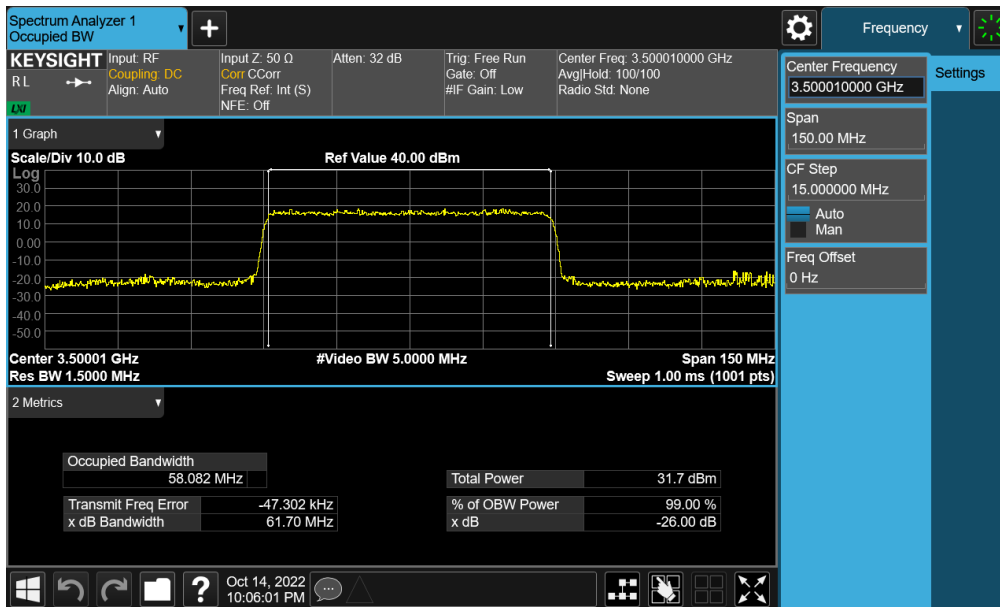 Spectrum Analyzer 1
Occupied BW
+
Frequency
KEYSIGHT
R L
LXI
Input: RF
Coupling: DC
Align: Auto
Input Z: 50 Ω
Corr CCorr
Freq Ref: Int (S)
NFE: Off
Atten: 32 dB
Trig: Free Run
Gate: Off
#IF Gain: Low
Center Freq: 3.500010000 GHz
Avg|Hold: 100/100
Radio Std: None
Center Frequency
3.500010000 GHz
Settings
Span
150.00 MHz
CF Step
15.000000 MHz
Auto
Man
Freq Offset
0 Hz
1 Graph
Scale/Div 10.0 dB
Ref Value 40.00 dBm
Log
30.0
20.0
10.0
0.00
-10.0
-20.0
-30.0
-40.0
-50.0
Center 3.50001 GHz
#Video BW 5.0000 MHz
Span 150 MHz
Res BW 1.5000 MHz
Sweep 1.00 ms (1001 pts)
2 Metrics
Occupied Bandwidth
58.082 MHz
Total Power 31.7 dBm
Transmit Freq Error -47.302 kHz
% of OBW Power 99.00 %
x dB Bandwidth 61.70 MHz
x dB -26.00 dB
?
Oct 14, 2022
10:06:01 PM